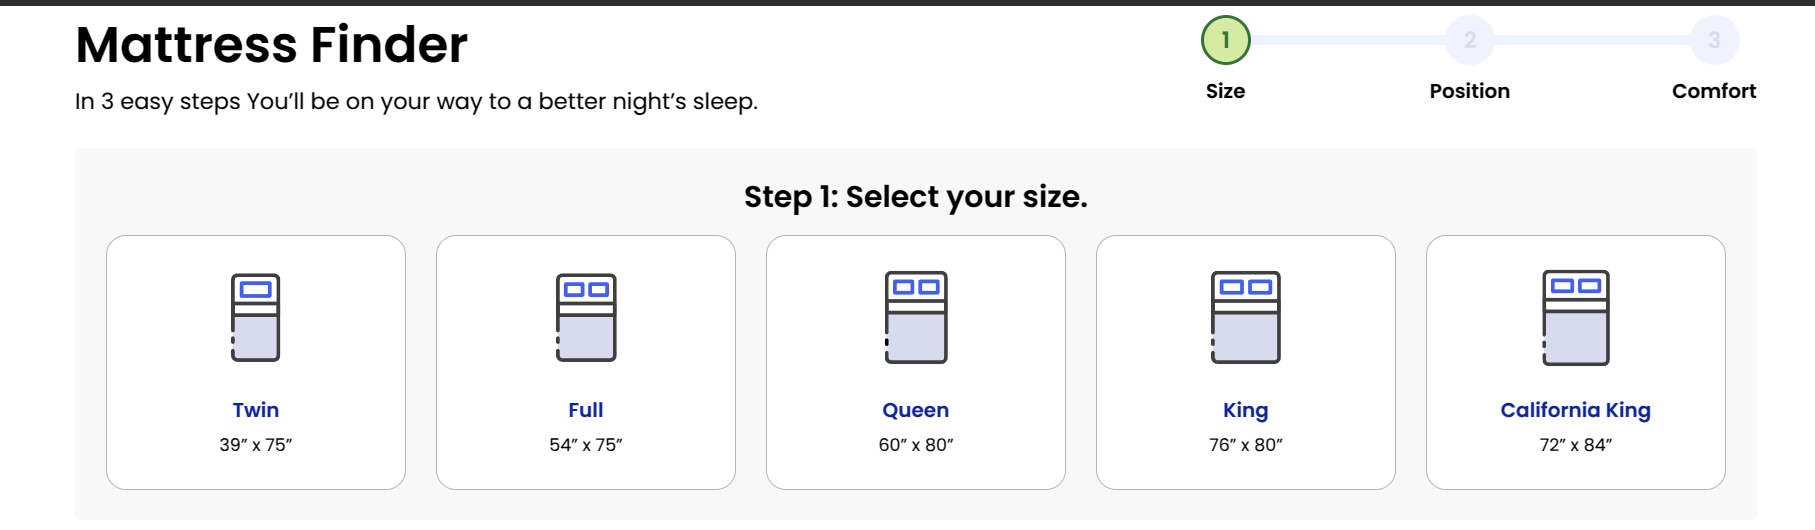 Mattress Finder
In 3 easy steps You’ll be on your way to a better night’s sleep.
1
2
3
Size
Position
Comfort
Step 1: Select your size.
Twin
39” x 75”
Full
54” x 75”
Queen
60” x 80”
King
76” x 80”
California King
72” x 84”